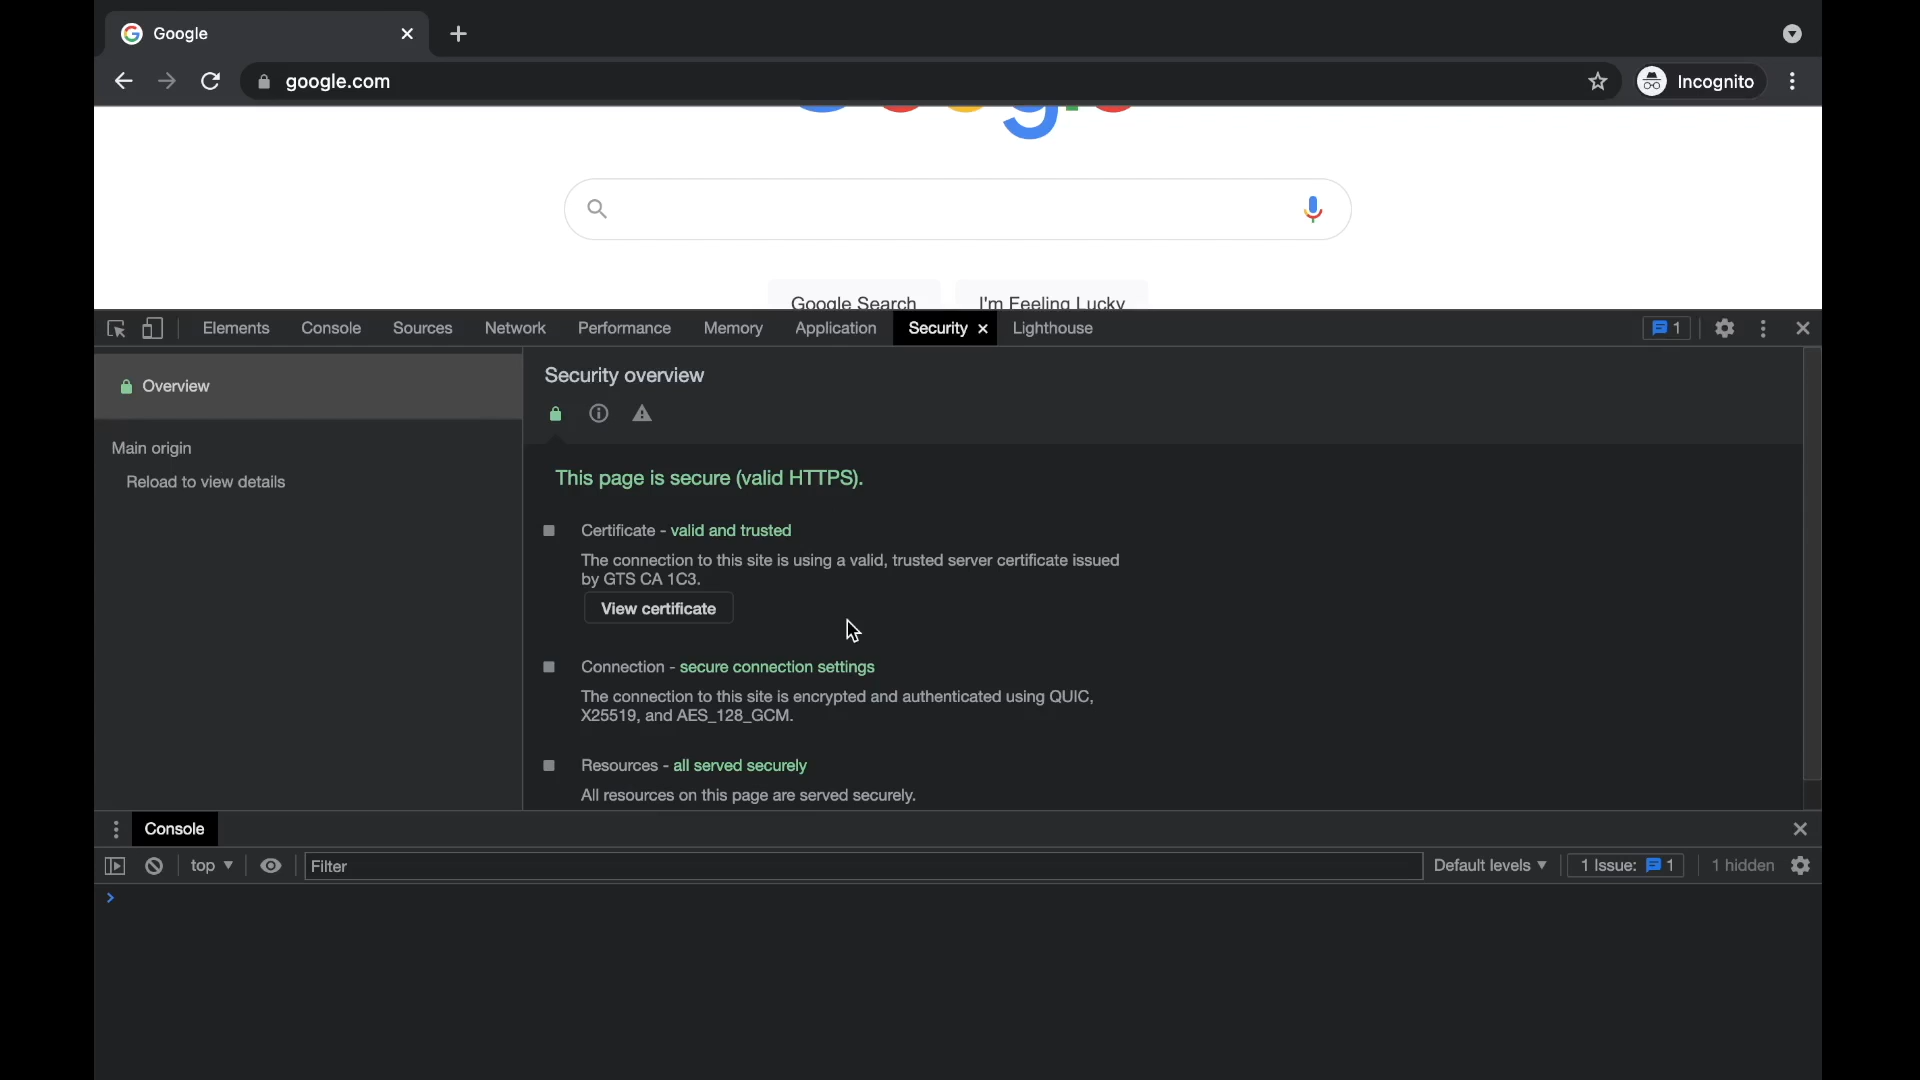 Google
google.com
Incognito
Google Search
I'm Feeling Lucky
Elements
Console
Sources
Network
Performance
Memory
Application
Security
Lighthouse
1
Overview
Main origin
Reload to view details
Security overview
This page is secure (valid HTTPS).
Certificate - valid and trusted
The connection to this site is using a valid, trusted server certificate issued
by GTS CA 1C3.
View certificate
Connection - secure connection settings
The connection to this site is encrypted and authenticated using QUIC,
X25519, and AES_128_GCM.
Resources - all served securely
All resources on this page are served securely.
Console
top
Filter
Default levels
1 Issue: 1
1 hidden